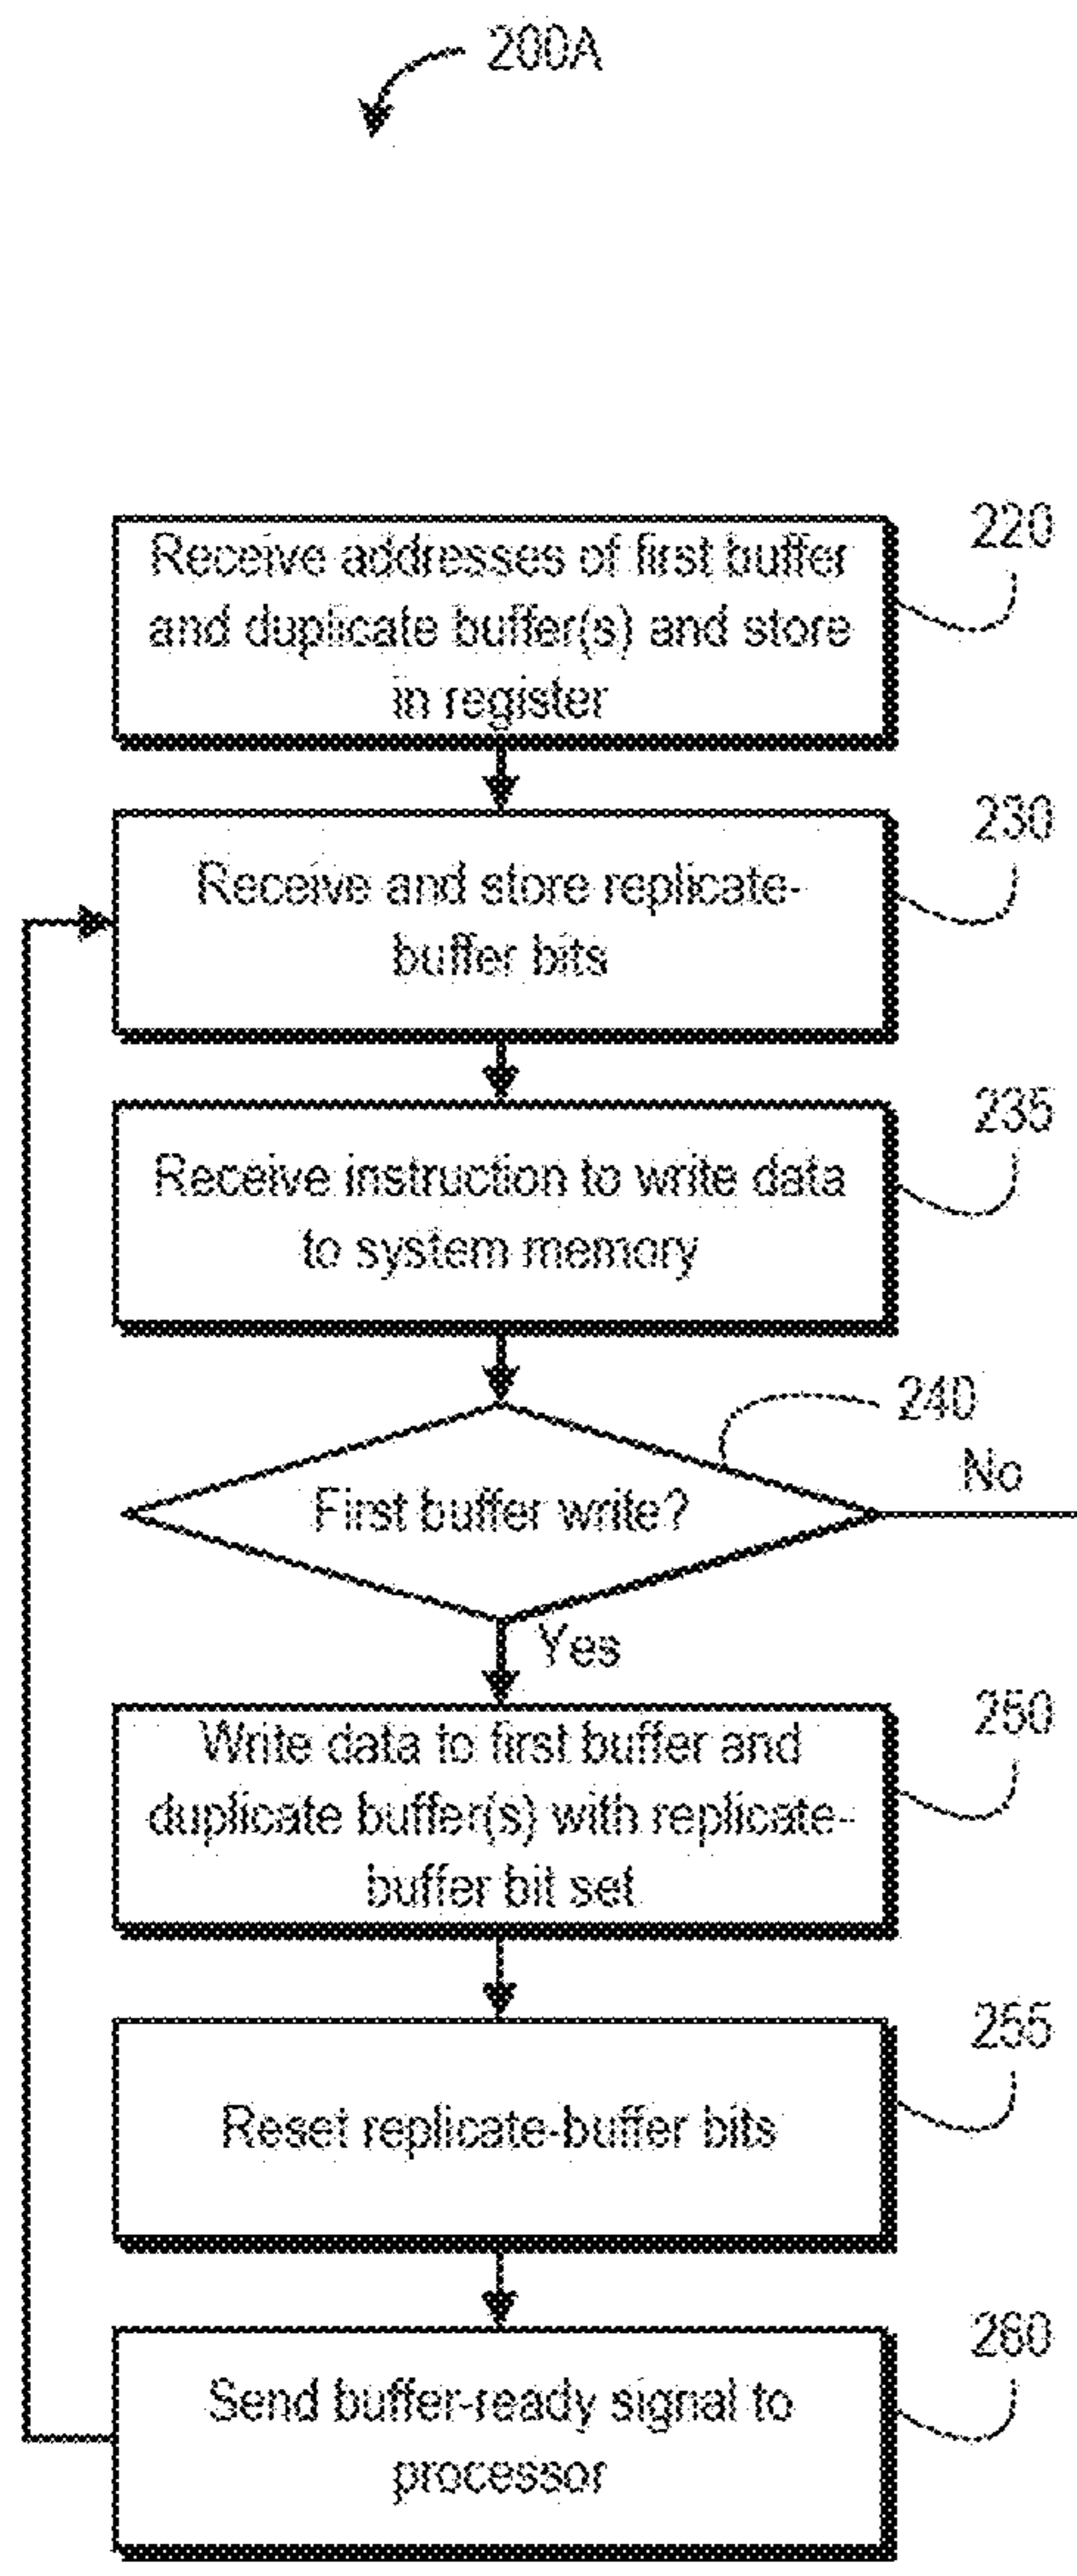 200A
Receive addresses of first buffer
and duplicate buffer(s) and store
in register
220
Receive and store replicate-
buffer bits
230
Receive instruction to write data
to system memory
235
First buffer write?
240
No
Yes
Write data to first buffer and
duplicate buffer(s) with replicate-
buffer bit set
250
Reset replicate-buffer bits
255
Send buffer-ready signal to
processor
260